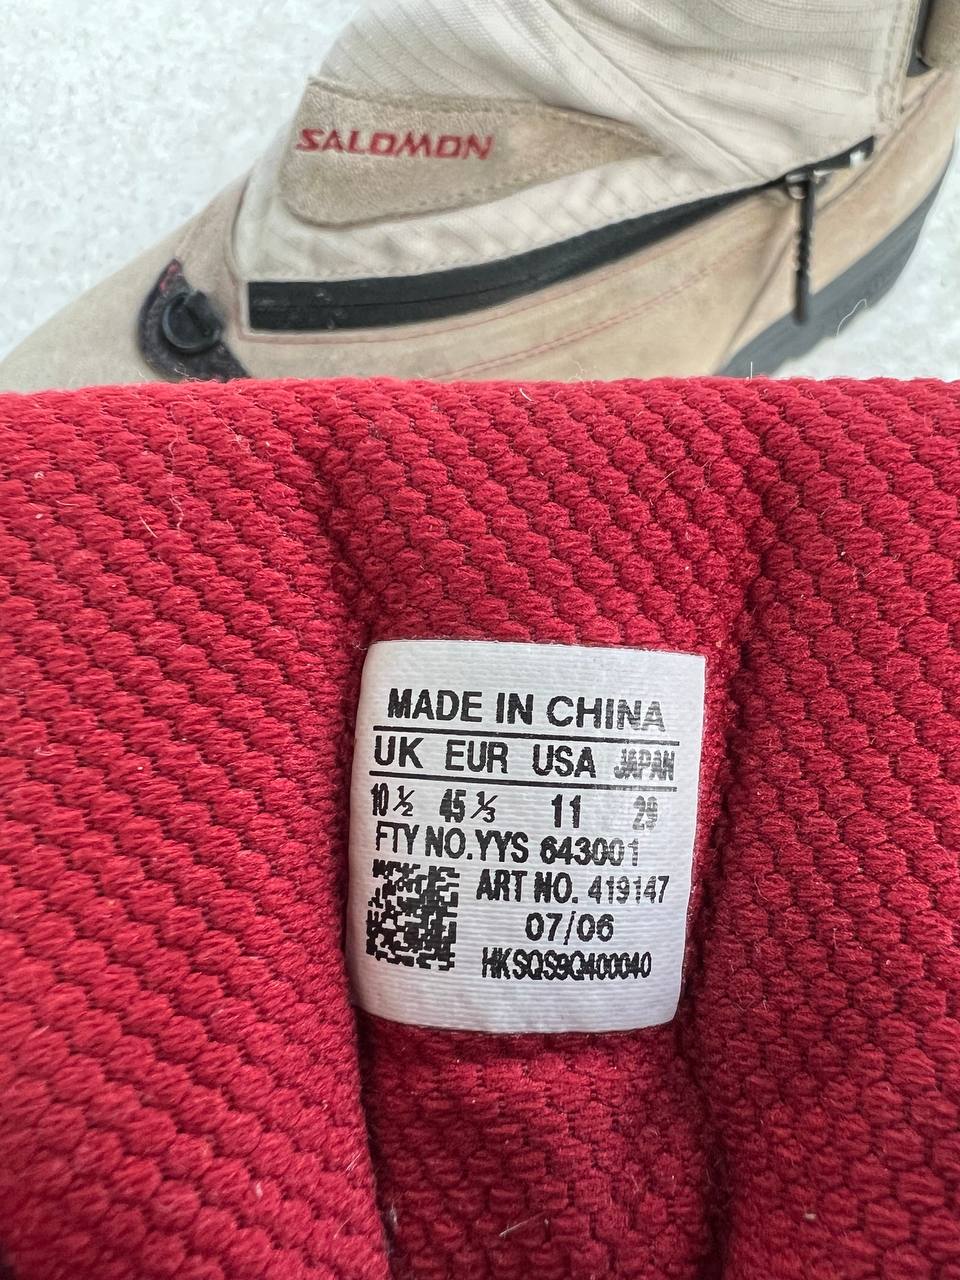 SALOMON
MADE IN CHINA
UK EUR USA JAPAN
10 ½ 45 ⅓ 11 29
FTY NO.YYS 643001
ART NO. 419147
07/06
HKSQS9Q400040